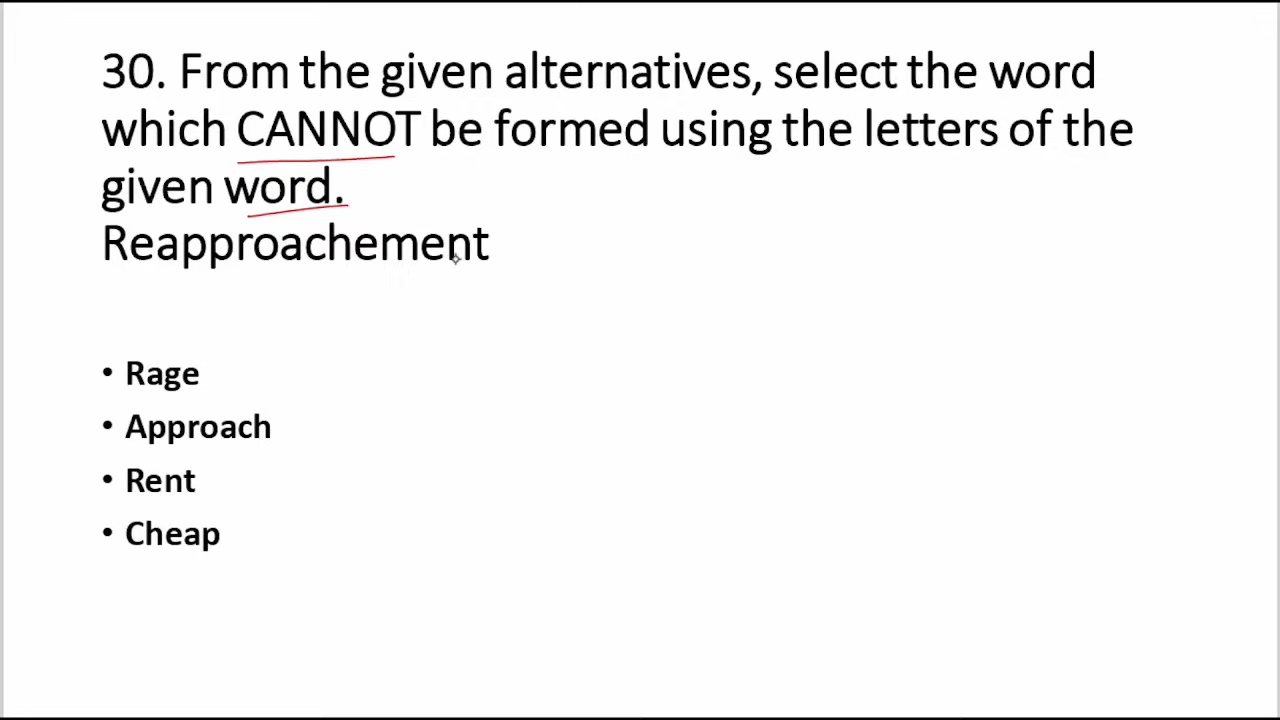 30. From the given alternatives, select the word
which CANNOT be formed using the letters of the
given word.
Reapproachement
• Rage
• Approach
• Rent
• Cheap